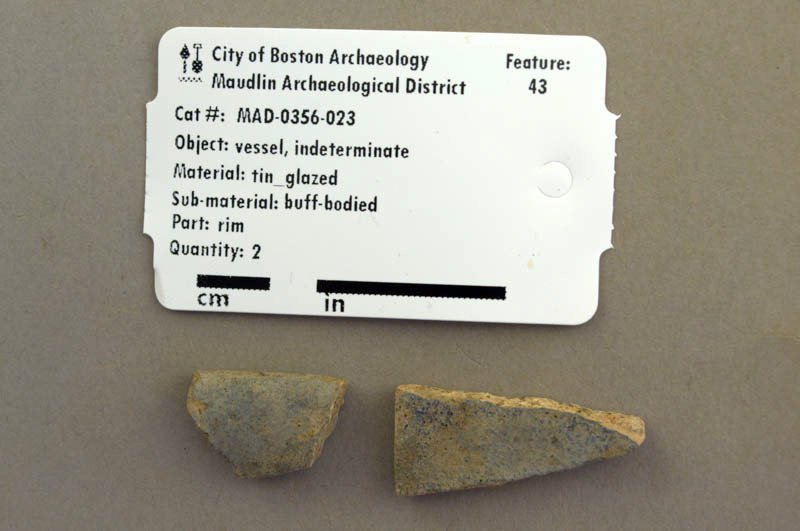 City of Boston Archaeology
Maudlin Archaeological District
Feature:
43
Cat #: MAD-0356-023
Object: vessel, indeterminate
Material: tin_glazed
Sub-material: buff-bodied
Part: rim
Quantity: 2
cm
in